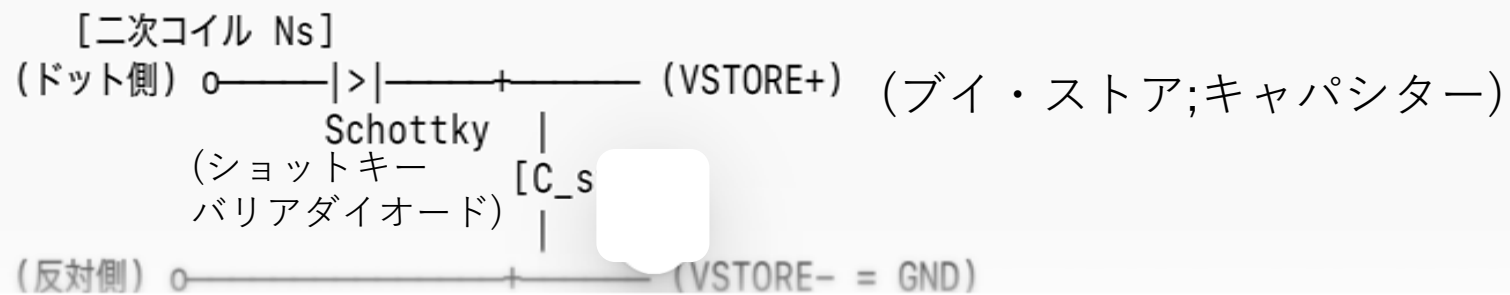 [二次コイル Ns]
(ドット側) o―――|>|―――+――― (VSTORE+) (ブイ・ストア;キャパシター)
Schottky |
(ショットキー
バリアダイオード)
[C_s
|
(反対側) o―――――――+――― (VSTORE− = GND)